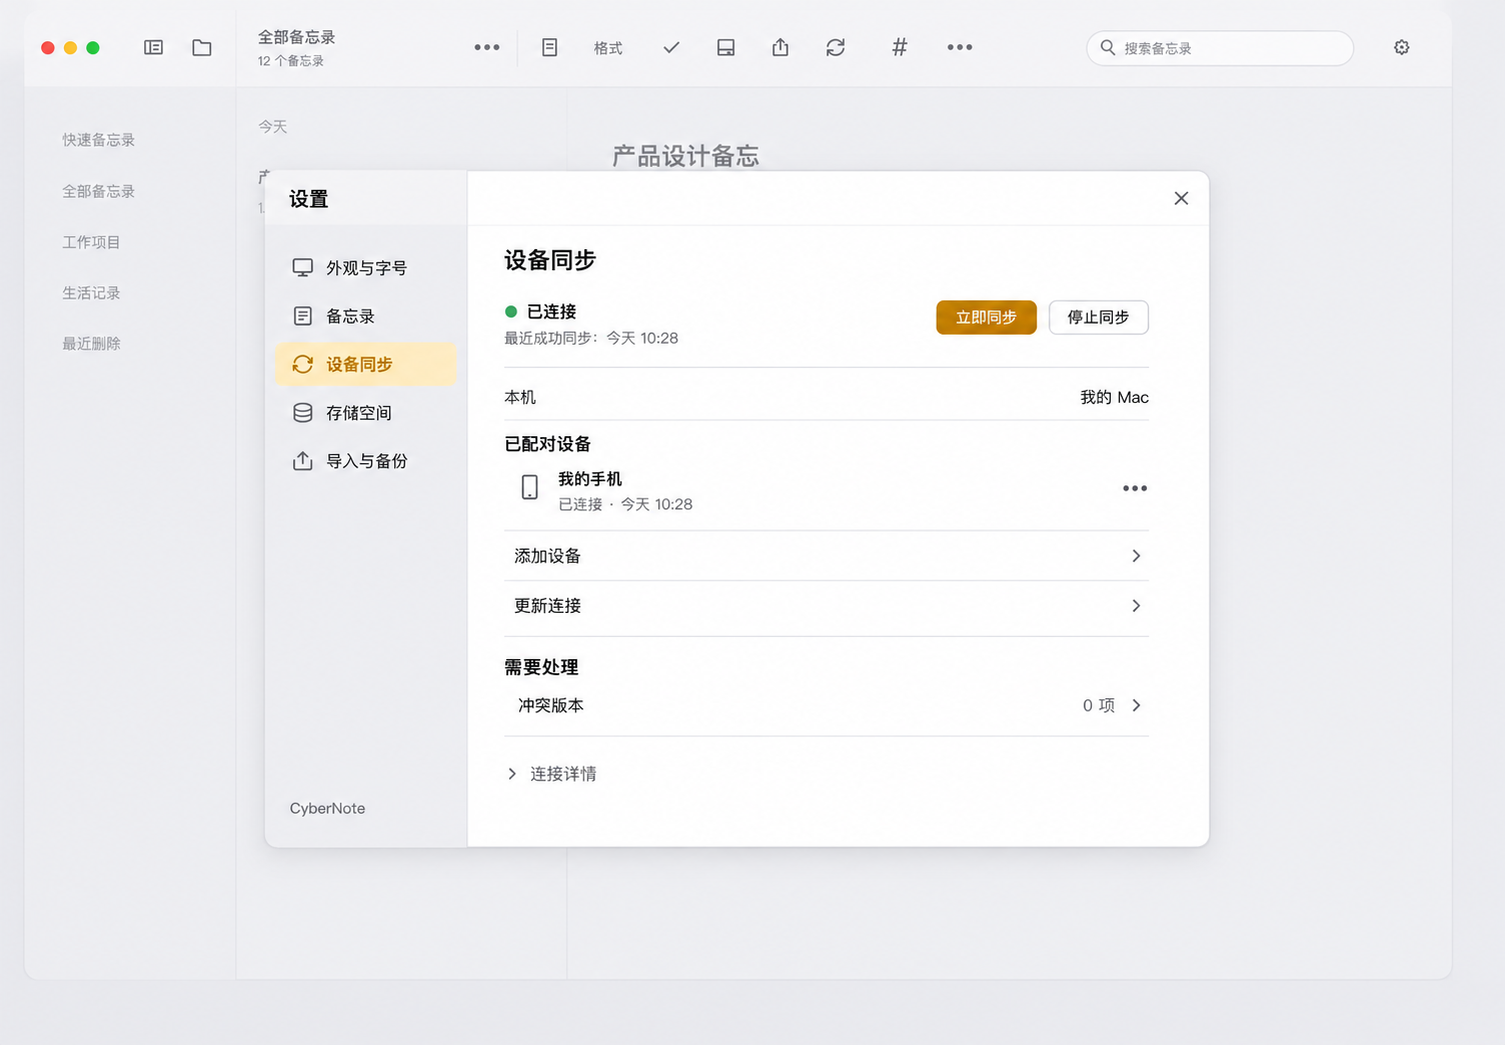 全部备忘录
12 个备忘录
格式
搜索备忘录
快速备忘录
全部备忘录
工作项目
生活记录
最近删除
今天
产品设计备忘
设置
外观与字号
备忘录
设备同步
存储空间
导入与备份
CyberNote
设备同步
已连接
最近成功同步：今天 10:28
立即同步
停止同步
本机
我的 Mac
已配对设备
我的手机
已连接 · 今天 10:28
添加设备
更新连接
需要处理
冲突版本
0 项
连接详情